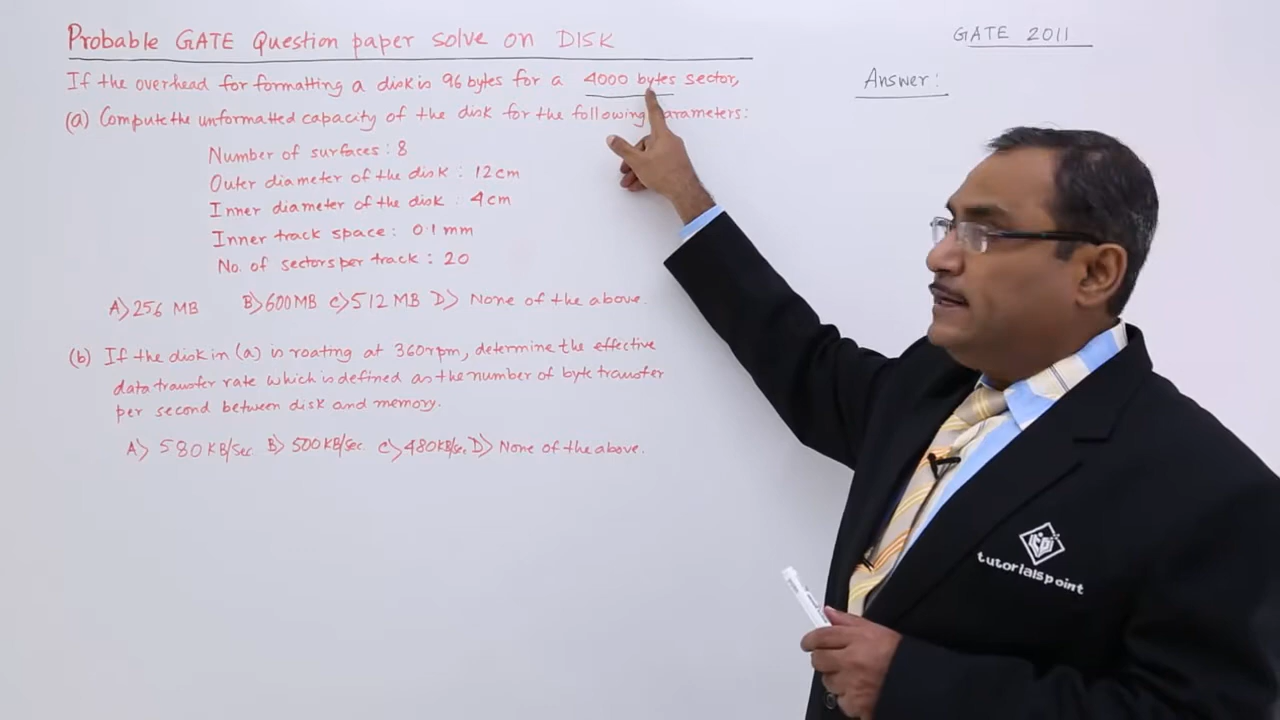 Probable GATE Question paper solve on DISK
GATE 2011
If the overhead for formatting a disk is 96 bytes for a 4000 bytes sector,
Answer:
(a) Compute the unformatted capacity of the disk for the following arameters:
Number of surfaces : 8
Outer diameter of the disk : 12 cm
Inner diameter of the disk : 4 cm
Inner track space : 0.1 mm
No. of sectors per track : 20
A> 256 MB B> 600 MB C> 512 MB D> None of the above.
(b) If the disk in (a) is roating at 360 rpm, determine the effective
data transfer rate which is defined as the number of byte transfer
per second between disk and memory.
A> 580 KB/Sec B> 500 KB/Sec. C> 480 KB/Sec D> None of the above.
tutorialspoint